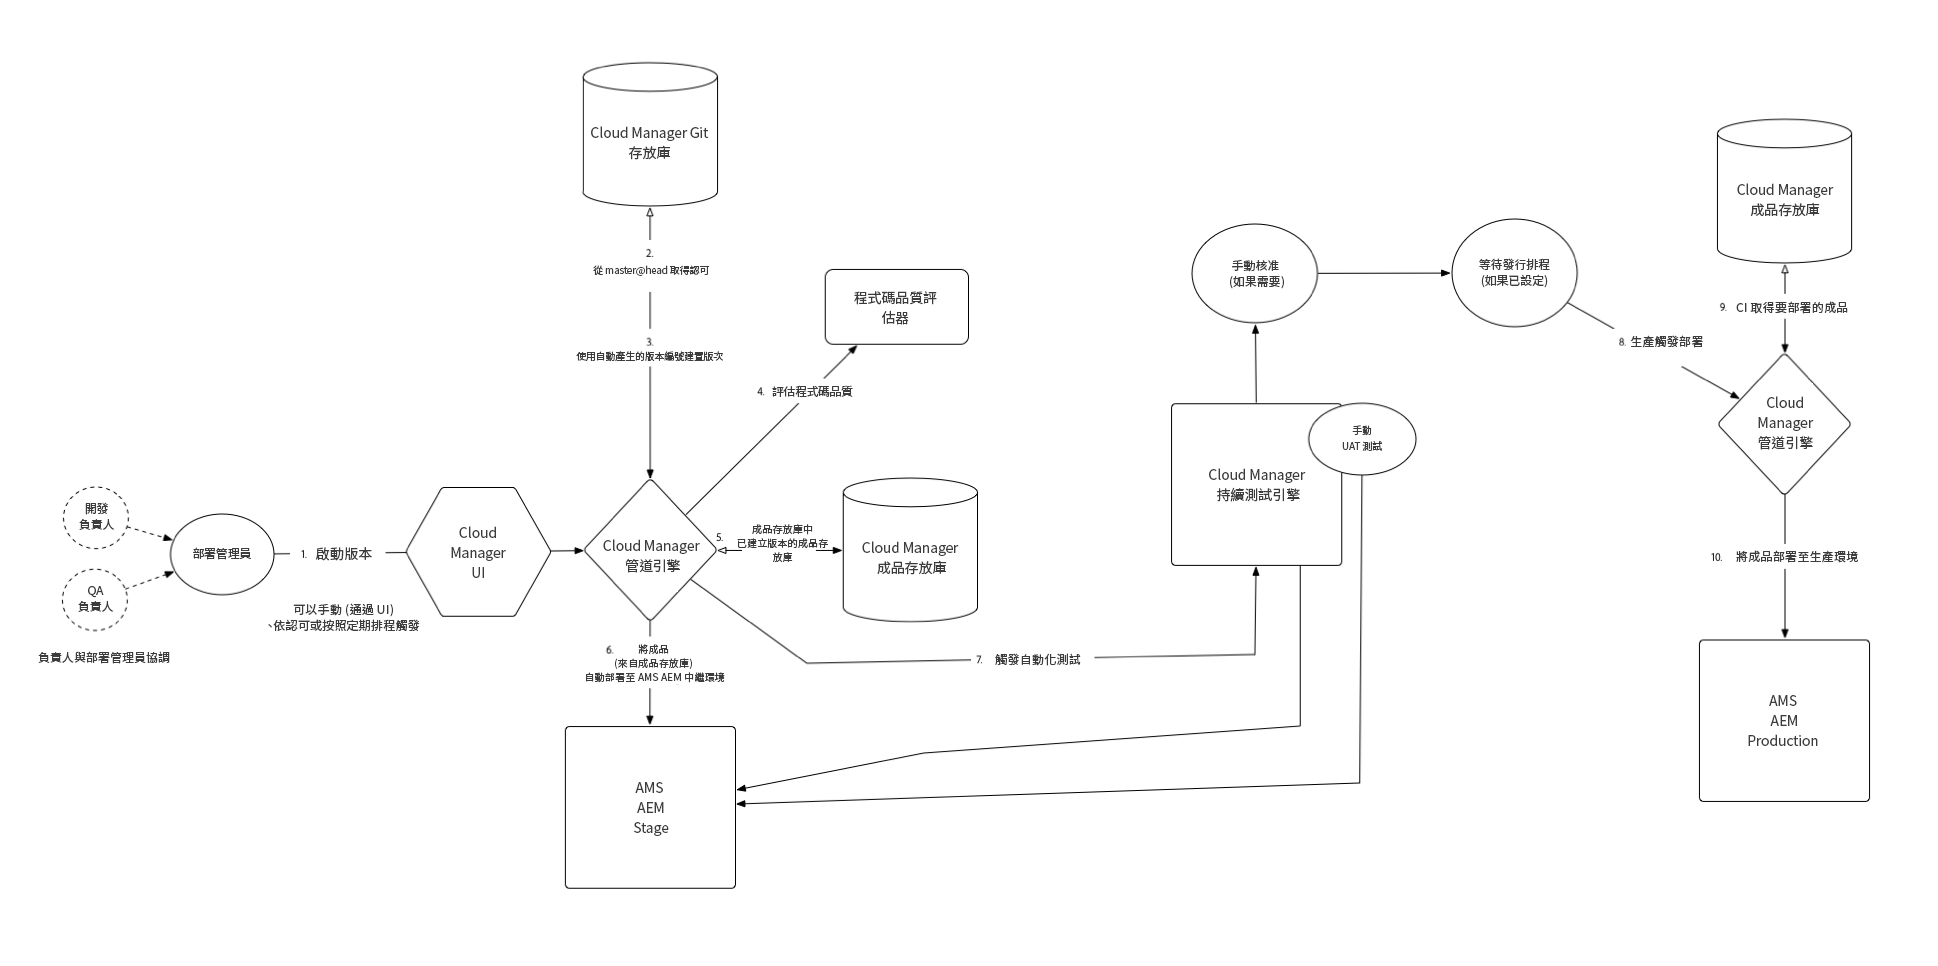 Cloud Manager Git
存放庫
2.
從 master@head 取得認可
3.
使用自動產生的版本編號建置版次
程式碼品質評
估器
4. 評估程式碼品質
開發
負責人
QA
負責人
負責人與部署管理員協調
部署管理員
1. 啟動版本
可以手動 (通過 UI)
、依認可或按照定期排程觸發
Cloud
Manager
UI
Cloud Manager
管道引擎
5.
成品存放庫中
已建立版本的成品存
放庫
Cloud Manager
成品存放庫
6. 將成品
(來自成品存放庫)
自動部署至 AMS AEM 中繼環境
AMS
AEM
Stage
7. 觸發自動化測試
Cloud Manager
持續測試引擎
手動
UAT 測試
手動核准
(如果需要)
等待發行排程
(如果已設定)
8. 生產觸發部署
Cloud Manager
成品存放庫
9. CI 取得要部署的成品
Cloud
Manager
管道引擎
10. 將成品部署至生產環境
AMS
AEM
Production